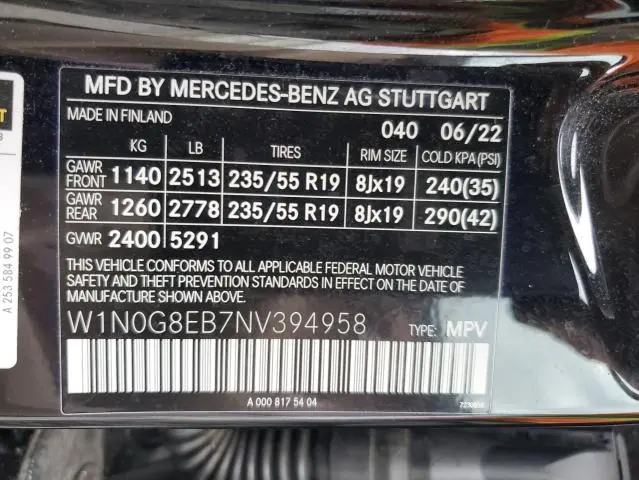 MFD BY MERCEDES-BENZ AG STUTTGART
MADE IN FINLAND
040 06/22
KG LB TIRES RIM SIZE COLD KPA (PSI)
GAWR FRONT 1140 2513 235/55 R19 8Jx19 240(35)
GAWR REAR 1260 2778 235/55 R19 8Jx19 290(42)
GVWR 2400 5291
THIS VEHICLE CONFORMS TO ALL APPLICABLE FEDERAL MOTOR VEHICLE
SAFETY AND THEFT PREVENTION STANDARDS IN EFFECT ON THE DATE OF
MANUFACTURE SHOWN ABOVE.
W1N0G8EB7NV394958 TYPE: MPV
A 000 817 54 04
A 253 584 99 07